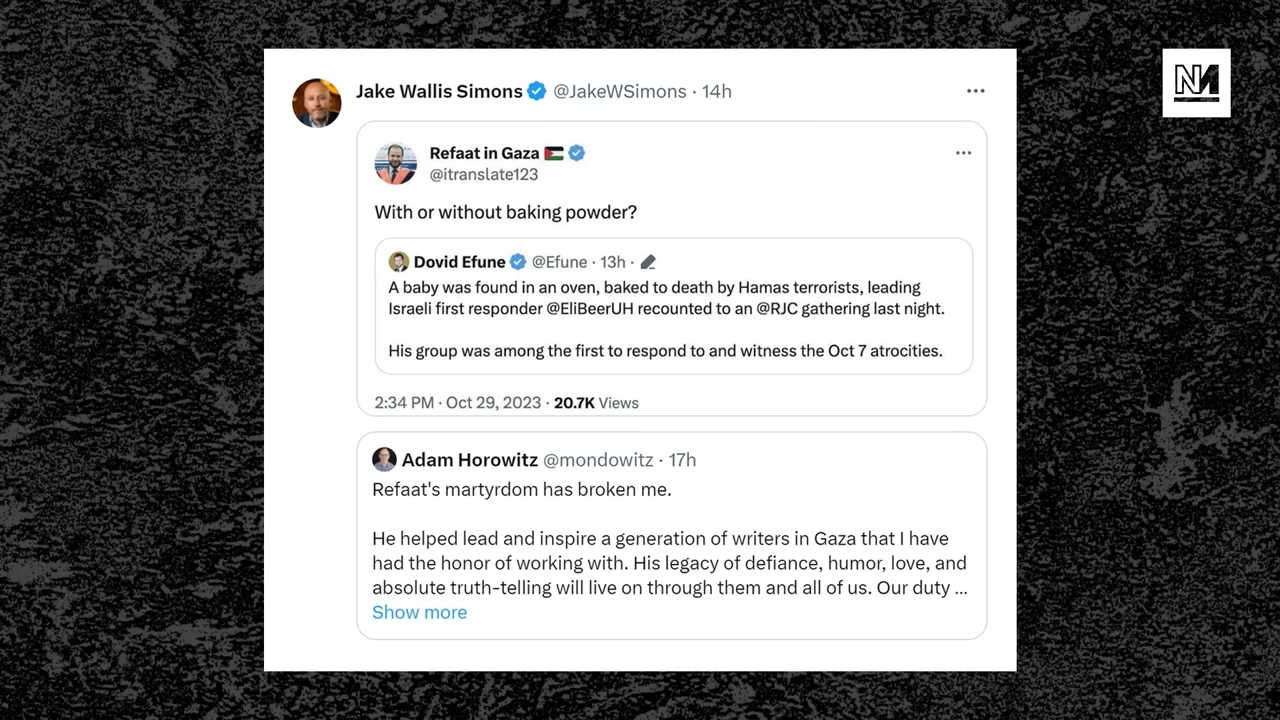 Jake Wallis Simons @JakeWSimons · 14h
Refaat in Gaza
@itranslate123
With or without baking powder?
Dovid Efune @Efune · 13h ·
A baby was found in an oven, baked to death by Hamas terrorists, leading
Israeli first responder @EliBeerUH recounted to an @RJC gathering last night.
His group was among the first to respond to and witness the Oct 7 atrocities.
2:34 PM · Oct 29, 2023 · 20.7K Views
Adam Horowitz @mondowitz · 17h
Refaat's martyrdom has broken me.
He helped lead and inspire a generation of writers in Gaza that I have
had the honor of working with. His legacy of defiance, humor, love, and
absolute truth-telling will live on through them and all of us. Our duty ...
Show more
NM